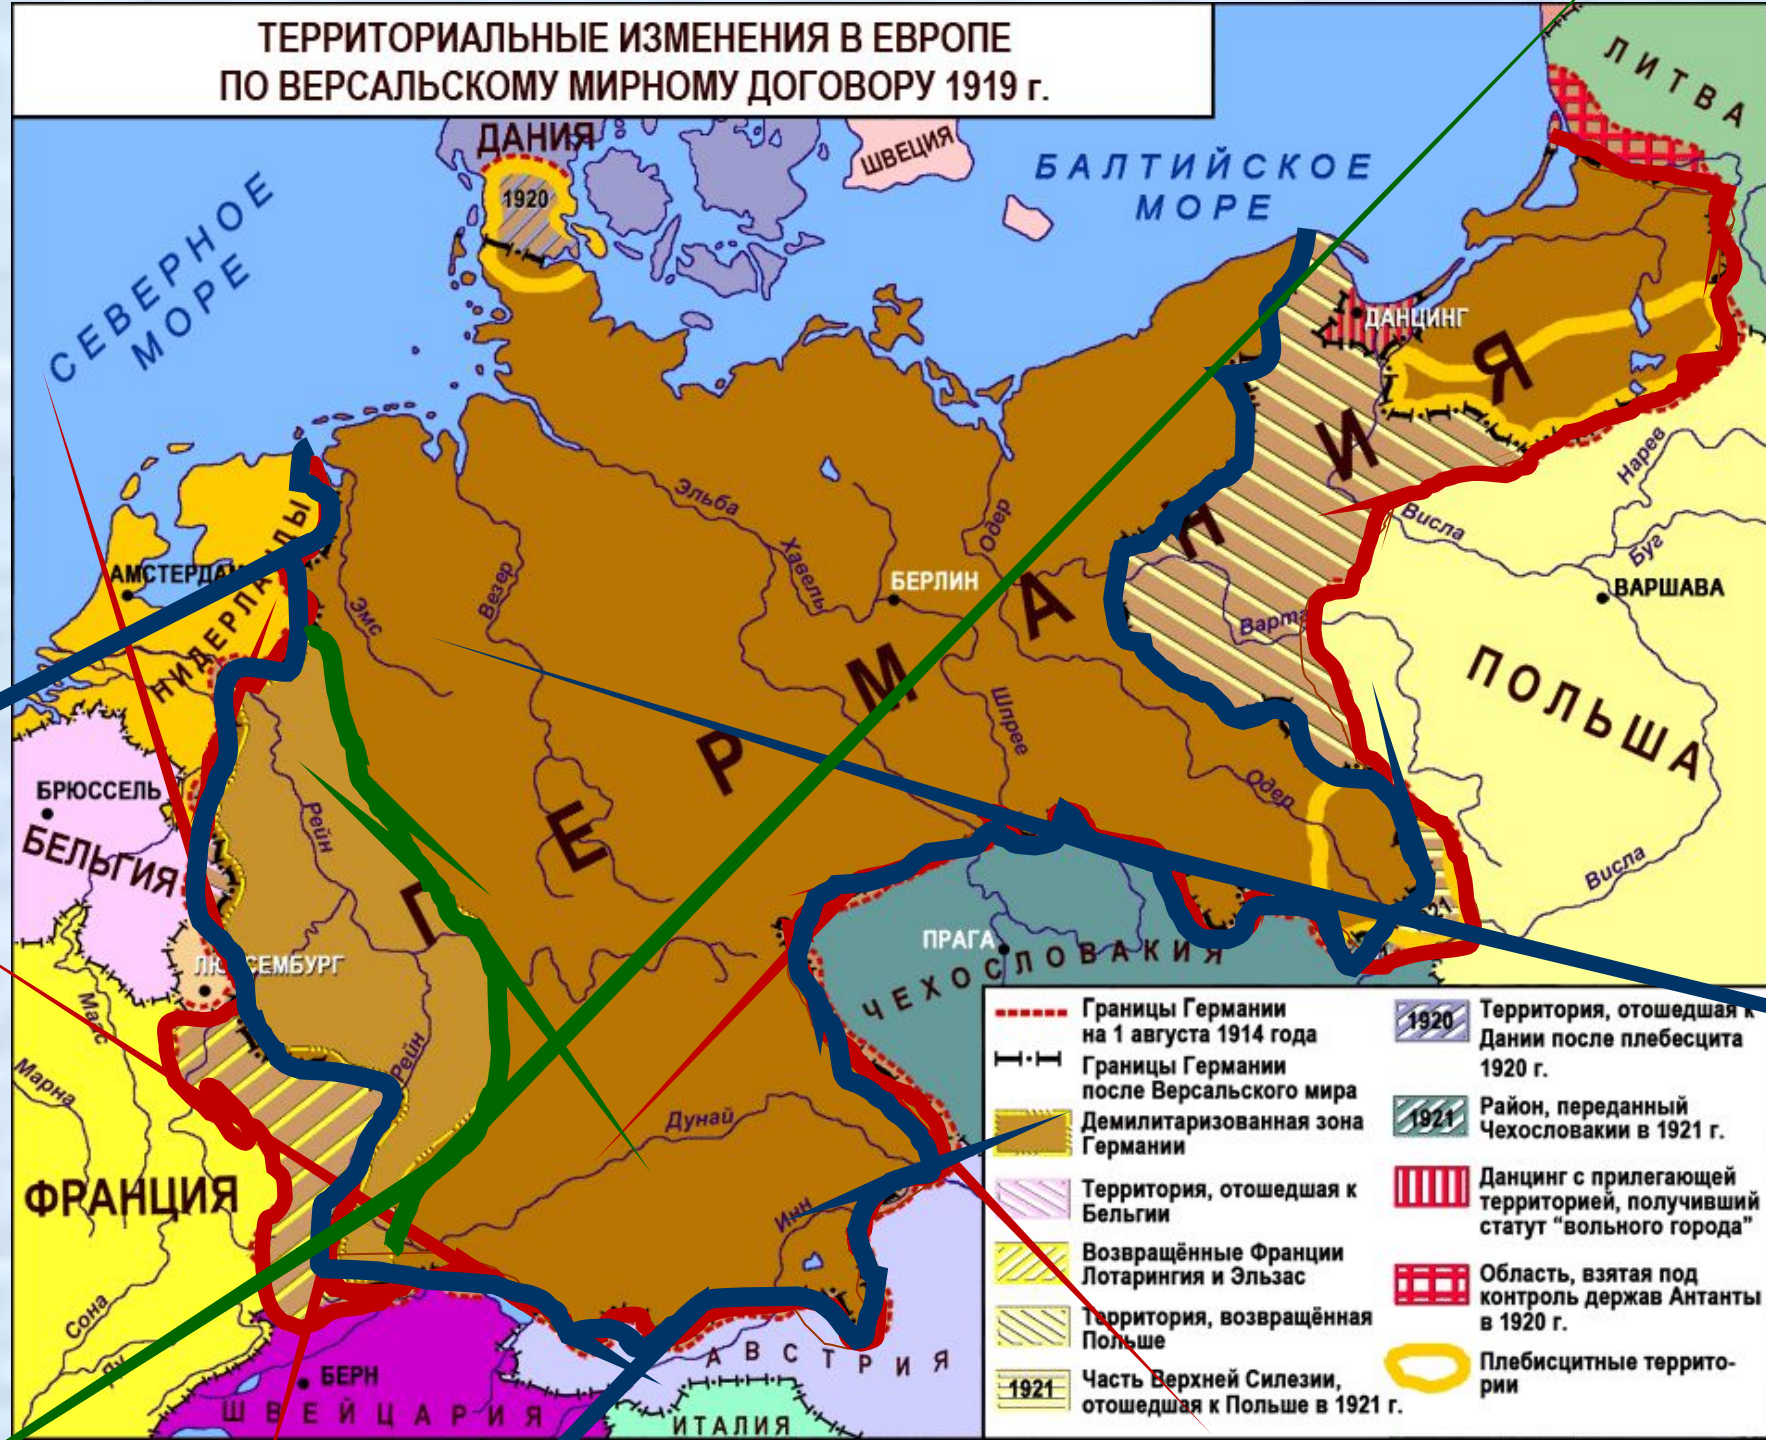 ТЕРРИТОРИАЛЬНЫЕ ИЗМЕНЕНИЯ В ЕВРОПЕ
ПО ВЕРСАЛЬСКОМУ МИРНОМУ ДОГОВОРУ 1919 г.
ЛИТВА
ДАНИЯ
ШВЕЦИЯ
1920
БАЛТИЙСКОЕ
МОРЕ
СЕВЕРНОЕ
МОРЕ
ДАНЦИНГ
ГЕРМАНИЯ
Нарев
Эльба
Одер
Висла
Буг
Хавель
Везер
АМСТЕРДАМ
НИДЕРЛАНДЫ
Эмс
БЕРЛИН
ВАРШАВА
Варта
ПОЛЬША
Шпрее
Одер
БРЮССЕЛЬ
БЕЛЬГИЯ
Рейн
Висла
ПРАГА
ЧЕХОСЛОВАКИЯ
ЛЮКСЕМБУРГ
Маас
Марна
Рейн
Дунай
ФРАНЦИЯ
Инн
Сона
БЕРН
ШВЕЙЦАРИЯ
АВСТРИЯ
ИТАЛИЯ
Границы Германии
на 1 августа 1914 года
Границы Германии
после Версальского мира
Демилитаризованная зона
Германии
Территория, отошедшая к
Бельгии
Возвращённые Франции
Лотарингия и Эльзас
Территория, возвращённая
Польше
1921
Часть Верхней Силезии,
отошедшая к Польше в 1921 г.
1920
Территория, отошедшая к
Дании после плебесцита
1920 г.
1921
Район, переданный
Чехословакии в 1921 г.
Данцинг с прилегающей
территорией, получивший
статут "вольного города"
Область, взятая под
контроль держав Антанты
в 1920 г.
Плебисцитные террито-
рии